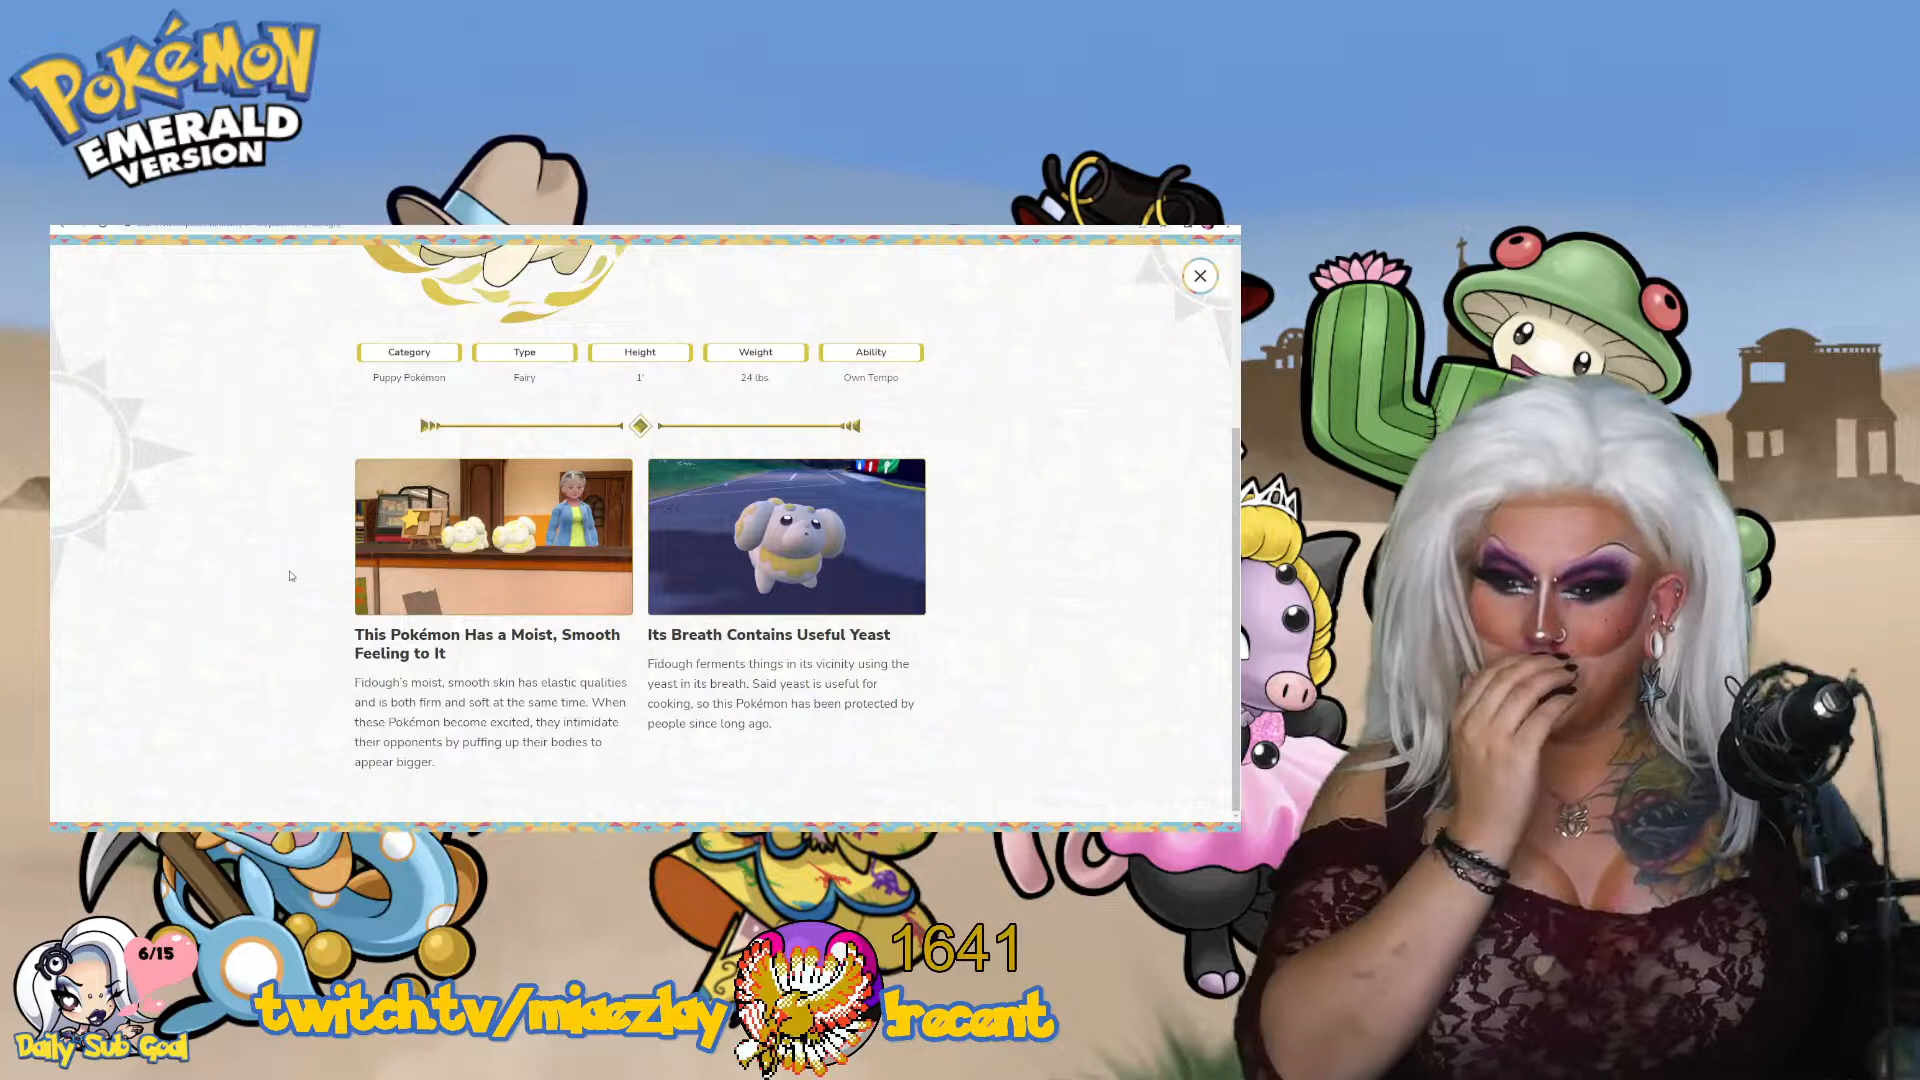 POKÉMON
EMERALD
VERSION
Category
Type
Height
Weight
Ability
Puppy Pokémon
Fairy
1'
24 lbs.
Own Tempo
This Pokémon Has a Moist, Smooth
Feeling to It
Fidough's moist, smooth skin has elastic qualities
and is both firm and soft at the same time. When
these Pokémon become excited, they intimidate
their opponents by puffing up their bodies to
appear bigger.
Its Breath Contains Useful Yeast
Fidough ferments things in its vicinity using the
yeast in its breath. Said yeast is useful for
cooking, so this Pokémon has been protected by
people since long ago.
6/15
Daily Sub Goal
twitch.tv/miaezlay
1641
!recent